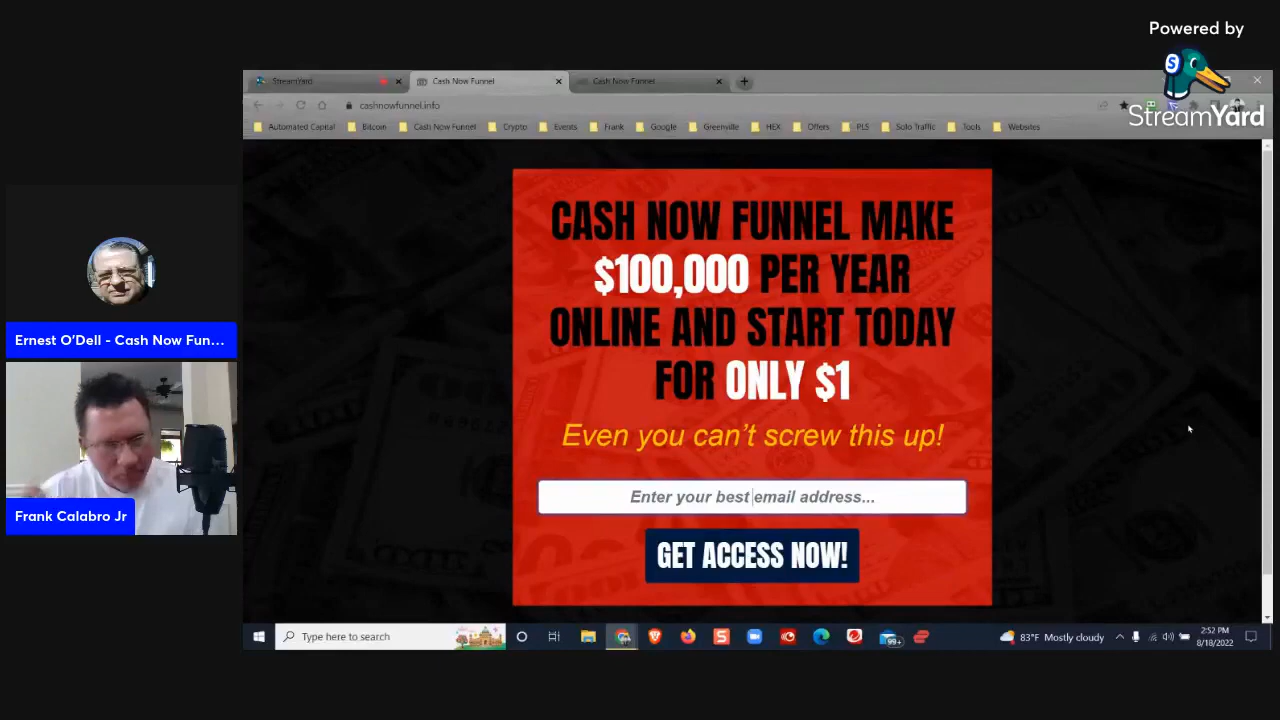 Powered by
StreamYard
StreamYard
Cash Now Funnel
Cash Now Funnel
cashnowfunnel.info
Automated Capital
Bitcoin
Cash Now Funnel
Crypto
Events
Frank
Google
Greenville
HEX
Offers
PLS
Solo Traffic
Tools
Websites
CASH NOW FUNNEL MAKE
$100,000 PER YEAR
ONLINE AND START TODAY
FOR ONLY $1
Even you can't screw this up!
Enter your best email address...
GET ACCESS NOW!
Ernest O'Dell - Cash Now Fun...
Frank Calabro Jr
Type here to search
99+
83°F Mostly cloudy
2:52 PM
8/18/2022